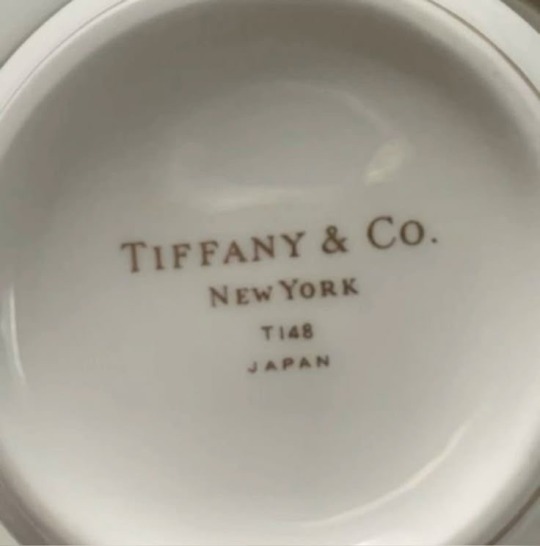 TIFFANY & CO.
NEW YORK
T148
JAPAN